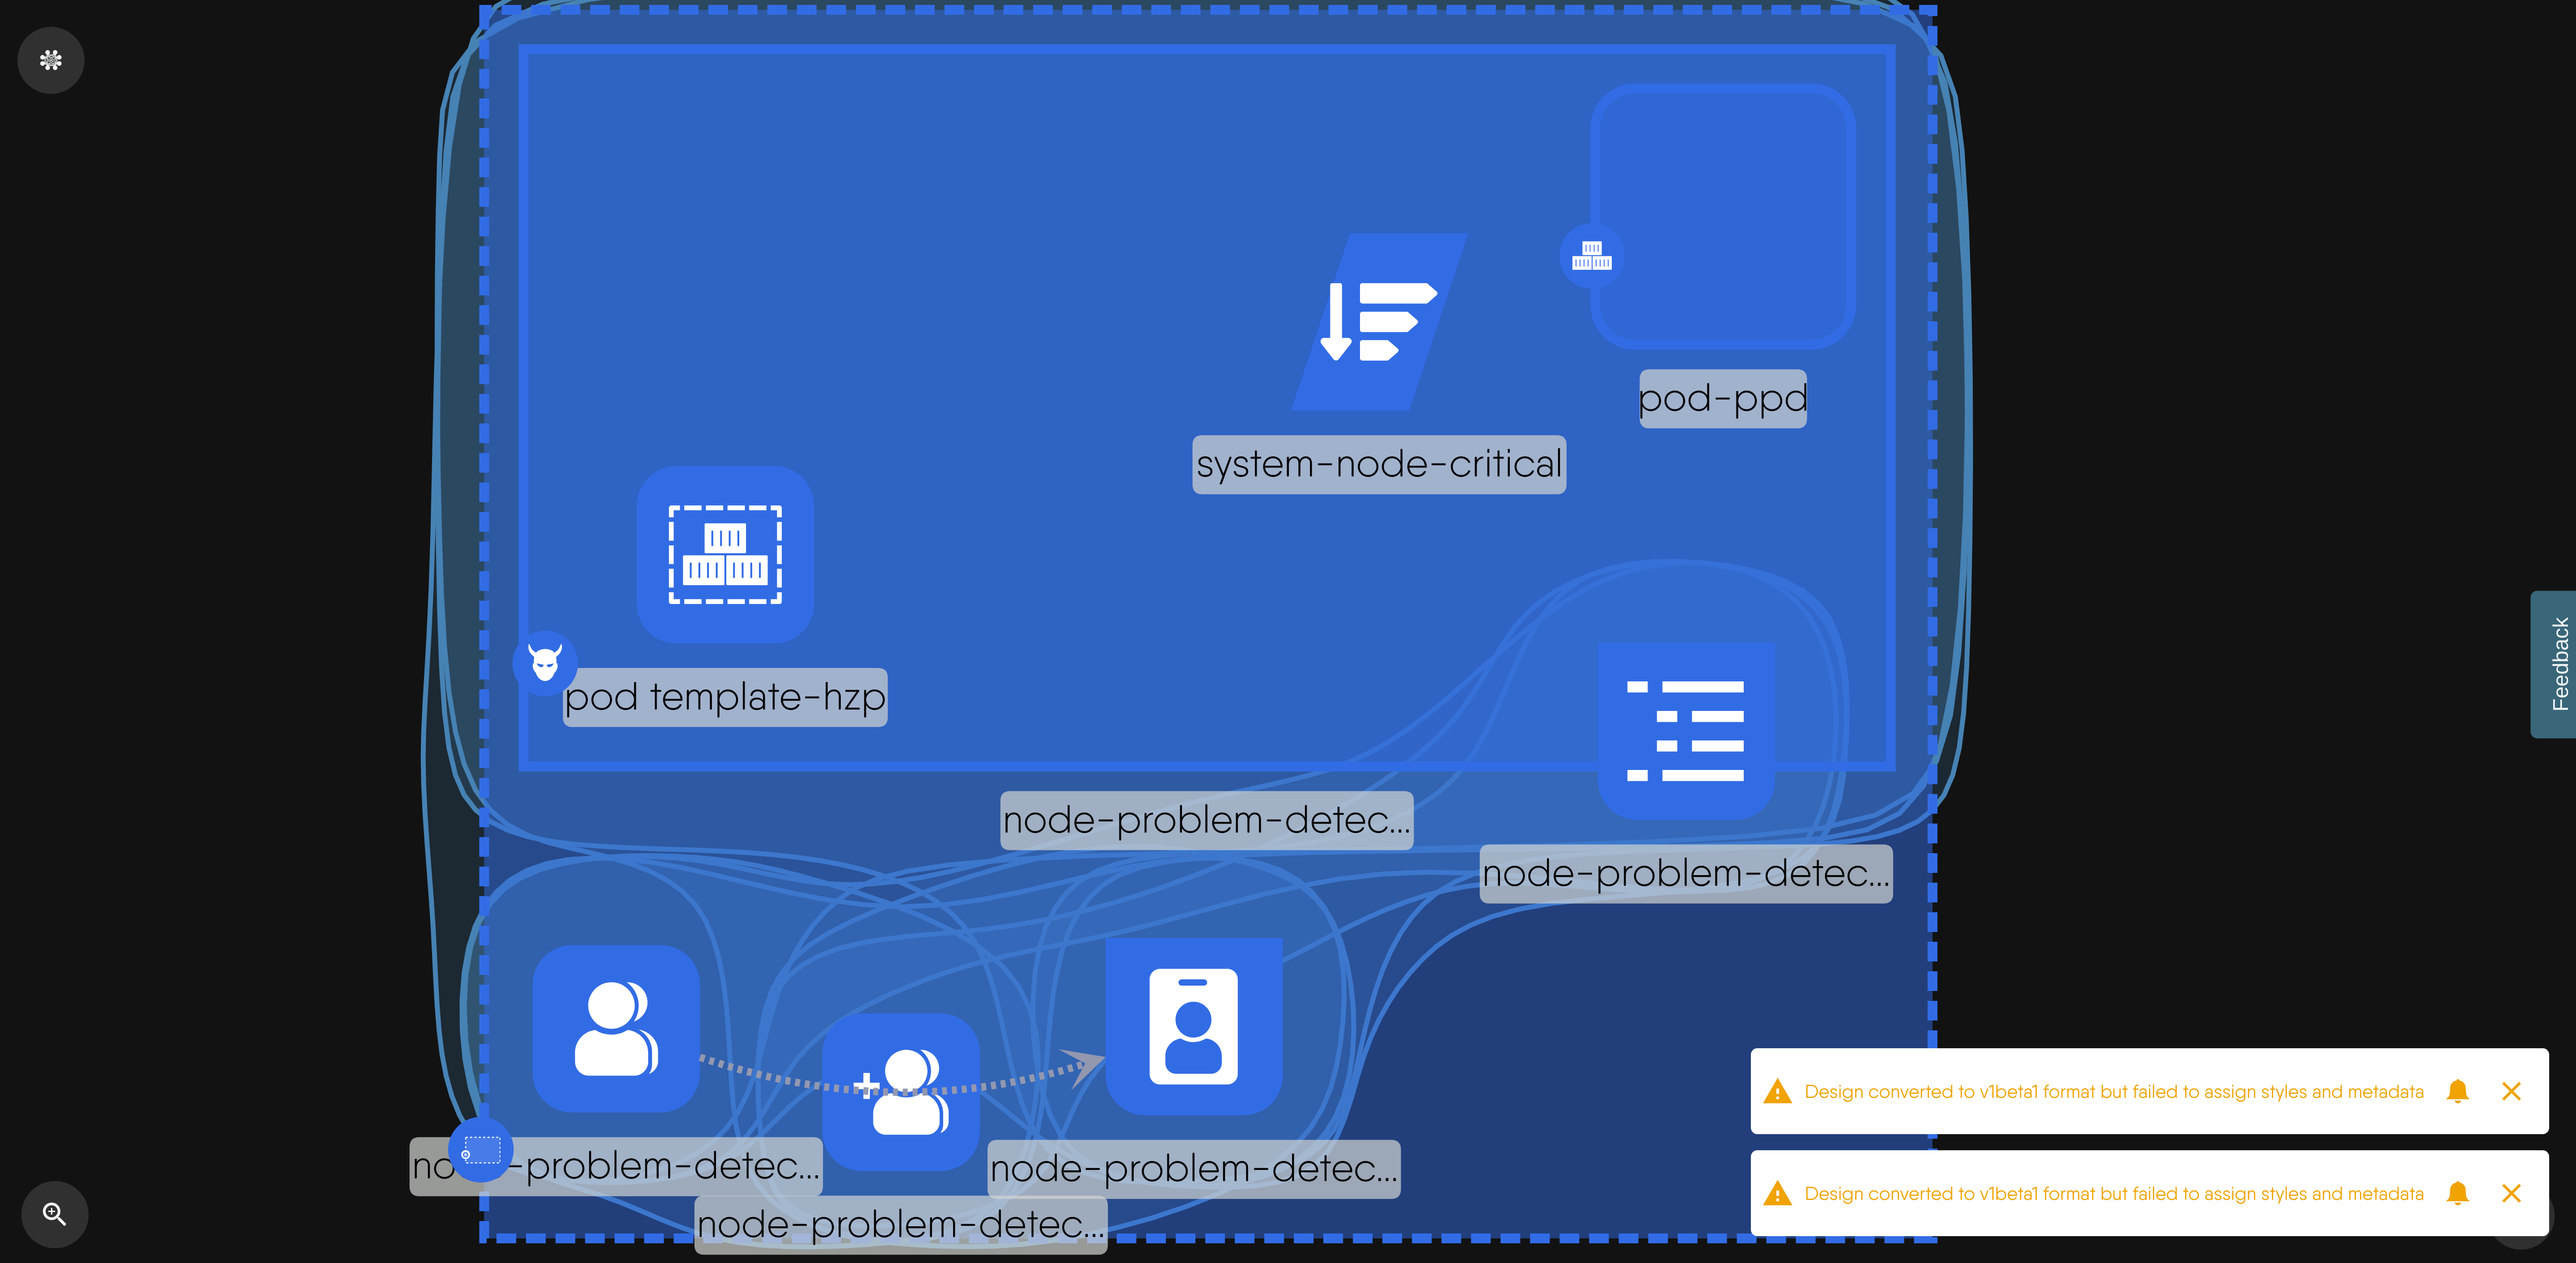 pod-ppd
system-node-critical
pod template-hzp
node-problem-detec...
node-problem-detec...
Feedback
no -problem-detec...
node-problem-detec...
node-problem-detec...
Design converted to v1beta1 format but failed to assign styles and metadata
Design converted to v1beta1 format but failed to assign styles and metadata